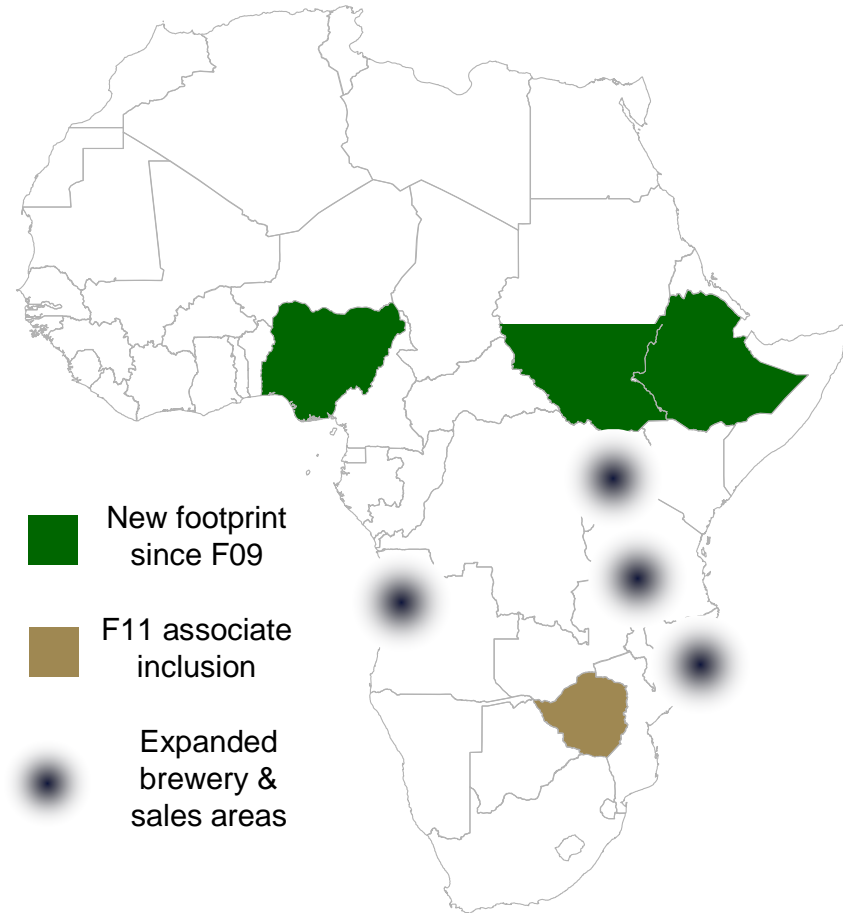 New footprint
since F09
F11 associate
inclusion
Expanded
brewery &
sales areas